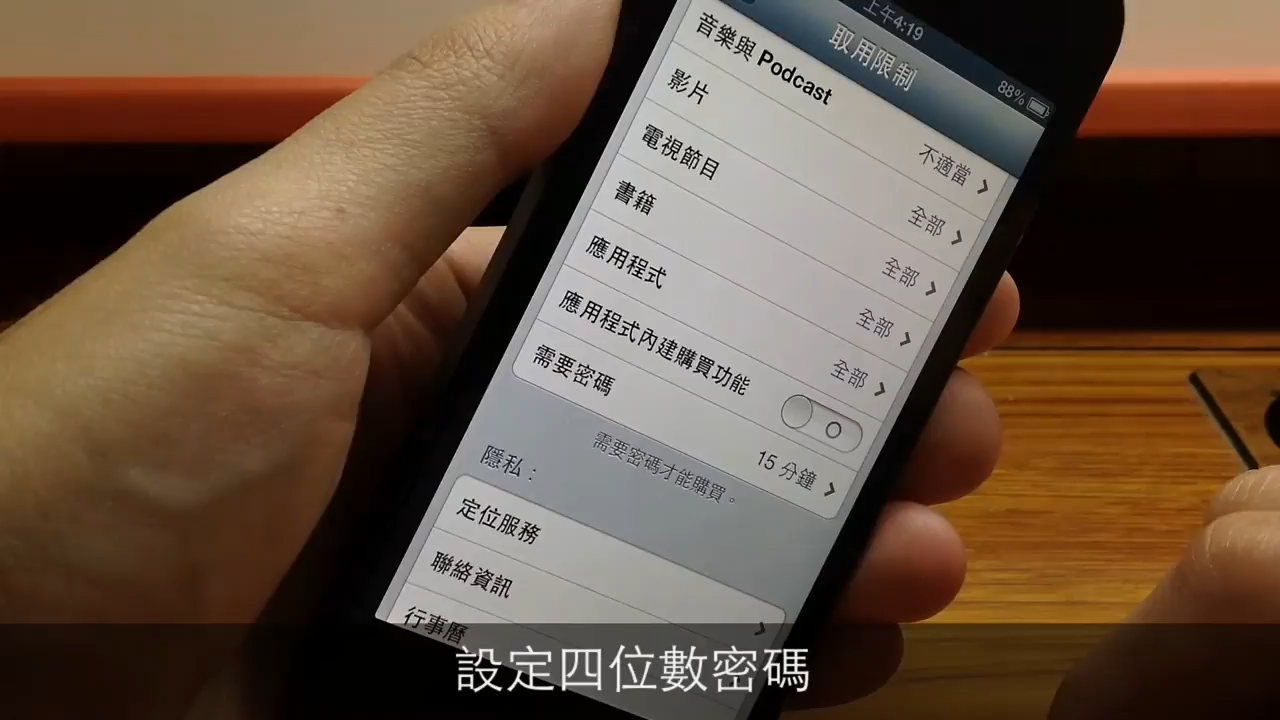 上午4:19
88%
取用限制
音樂與 Podcast
不適當
影片
全部
電視節目
全部
書籍
全部
應用程式
全部
應用程式內建購買功能
需要密碼
15 分鐘
需要密碼才能購買。
隱私：
定位服務
聯絡資訊
行事曆
設定四位數密碼